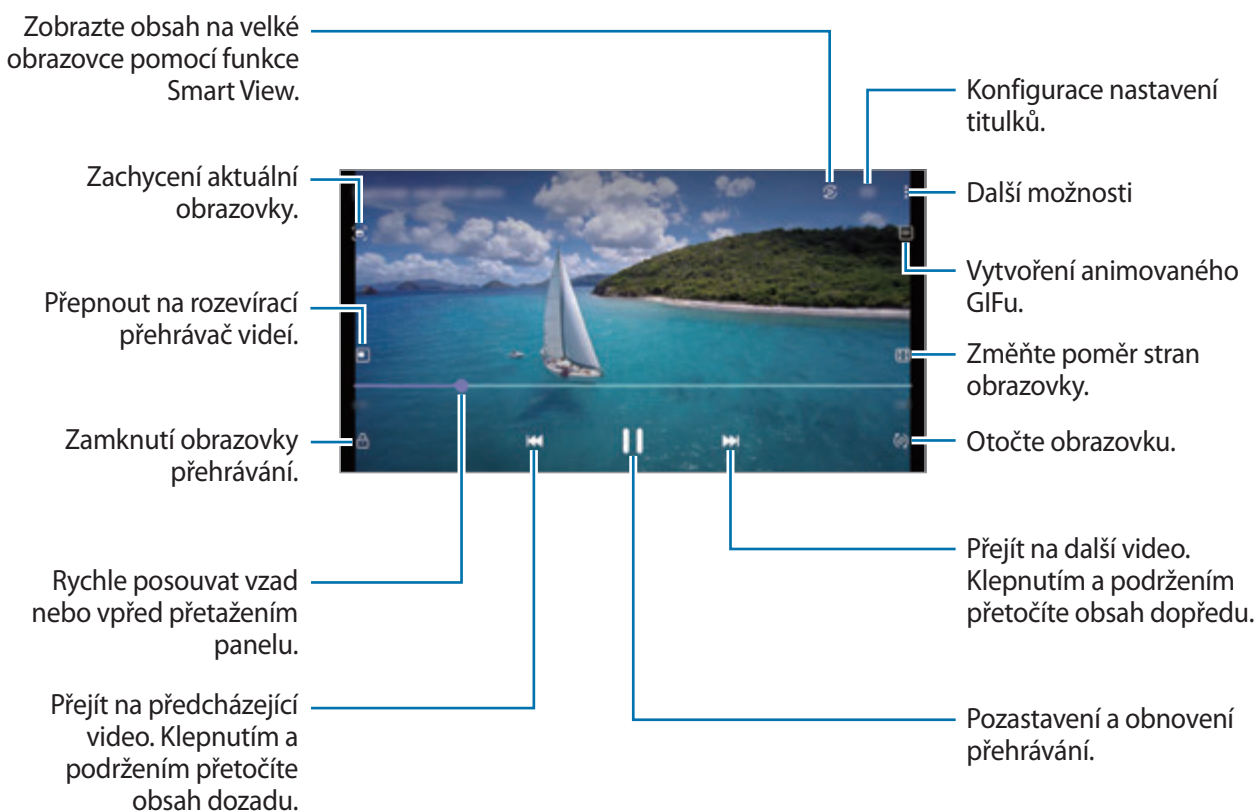 Zobrazte obsah na velké
obrazovce pomocí funkce
Smart View.
Zachycení aktuální
obrazovky.
Přepnout na rozevírací
přehrávač videí.
Zamknutí obrazovky
přehrávání.
Rychle posouvat vzad
nebo vpřed přetažením
panelu.
Přejít na předcházející
video. Klepnutím a
podržením přetočíte
obsah dozadu.
Konfigurace nastavení
titulků.
Další možnosti
Vytvoření animovaného
GIFu.
Změňte poměr stran
obrazovky.
Otočte obrazovku.
Přejít na další video.
Klepnutím a podržením
přetočíte obsah dopředu.
Pozastavení a obnovení
přehrávání.